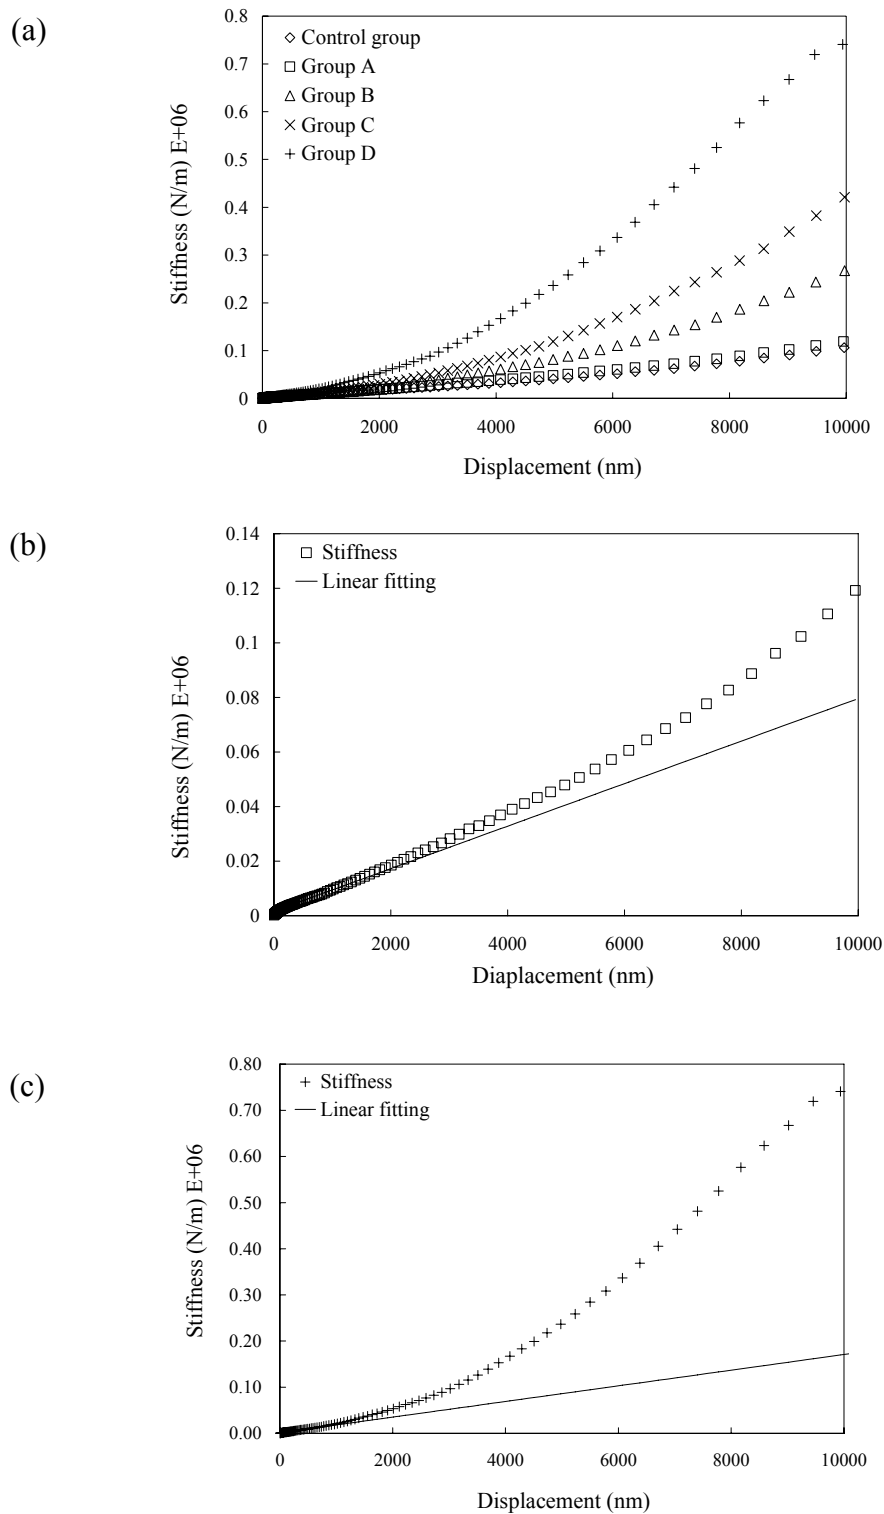 (a)
0.8
0.7
0.6
0.5
0.4
0.3
0.2
0.1
0
Stiffness (N/m) E+06
Control group
Group A
Group B
Group C
Group D
0 2000 4000 6000 8000 10000
Displacement (nm)
(b)
0.14
0.12
0.1
0.08
0.06
0.04
0.02
0
Stiffness (N/m) E+06
Stiffness
Linear fitting
0 2000 4000 6000 8000 10000
Diaplacement (nm)
(c)
0.80
0.70
0.60
0.50
0.40
0.30
0.20
0.10
0.00
Stiffness (N/m) E+06
Stiffness
Linear fitting
0 2000 4000 6000 8000 10000
Displacement (nm)